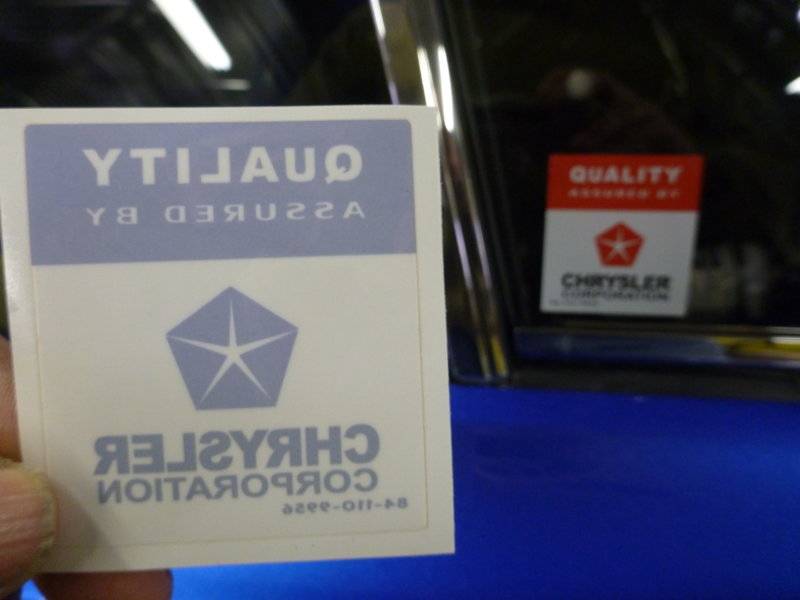 QUALITY
ASSURED BY
CHRYSLER
CORPORATION
84-110-9956
QUALITY
ASSURED BY
CHRYSLER
CORPORATION